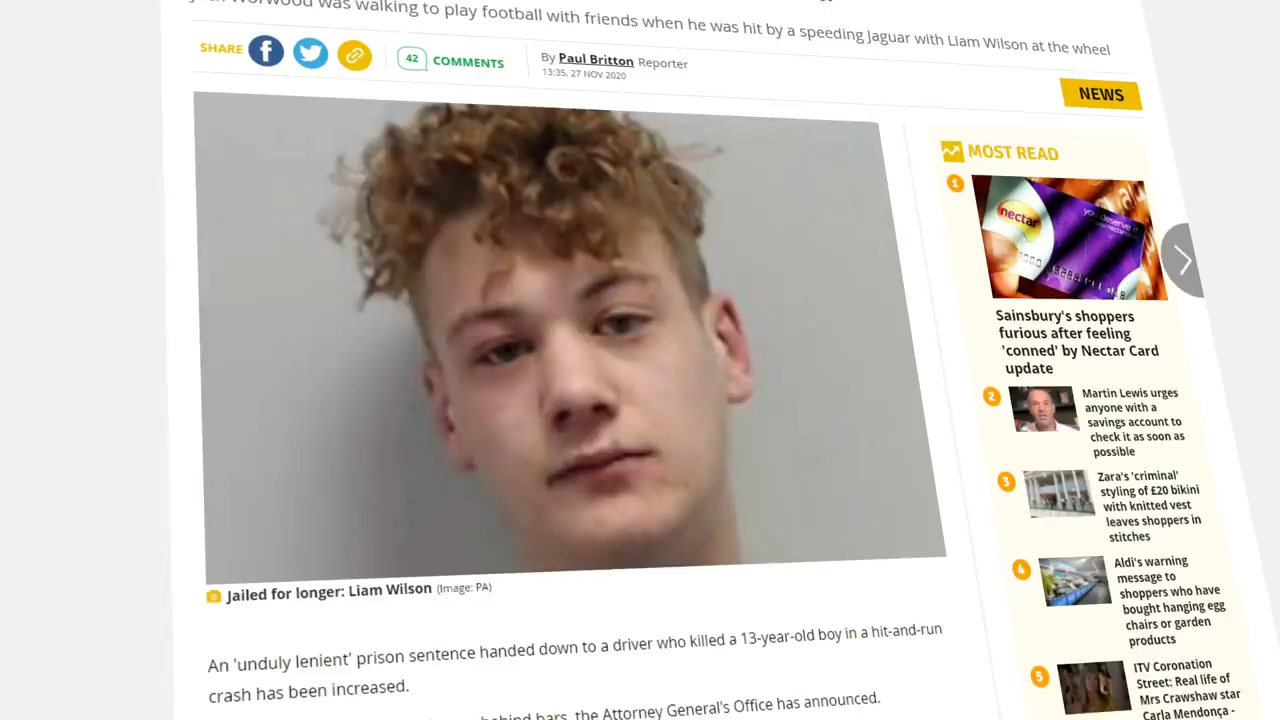 Norwood was walking to play football with friends when he was hit by a speeding Jaguar with Liam Wilson at the wheel
SHARE
42 COMMENTS
By Paul Britton Reporter
13:35, 27 NOV 2020
NEWS
Jailed for longer: Liam Wilson (Image: PA)
An 'unduly lenient' prison sentence handed down to a driver who killed a 13-year-old boy in a hit-and-run
crash has been increased.
behind bars, the Attorney General's Office has announced.
MOST READ
1
nectar
you deserve it
Sainsbury's shoppers
furious after feeling
'conned' by Nectar Card
update
2
Martin Lewis urges
anyone with a
savings account to
check it as soon as
possible
3
Zara's 'criminal'
styling of £20 bikini
with knitted vest
leaves shoppers in
stitches
4
Aldi's warning
message to
shoppers who have
bought hanging egg
chairs or garden
products
5
ITV Coronation
Street: Real life of
Mrs Crawshaw star
Carla Mendonça -